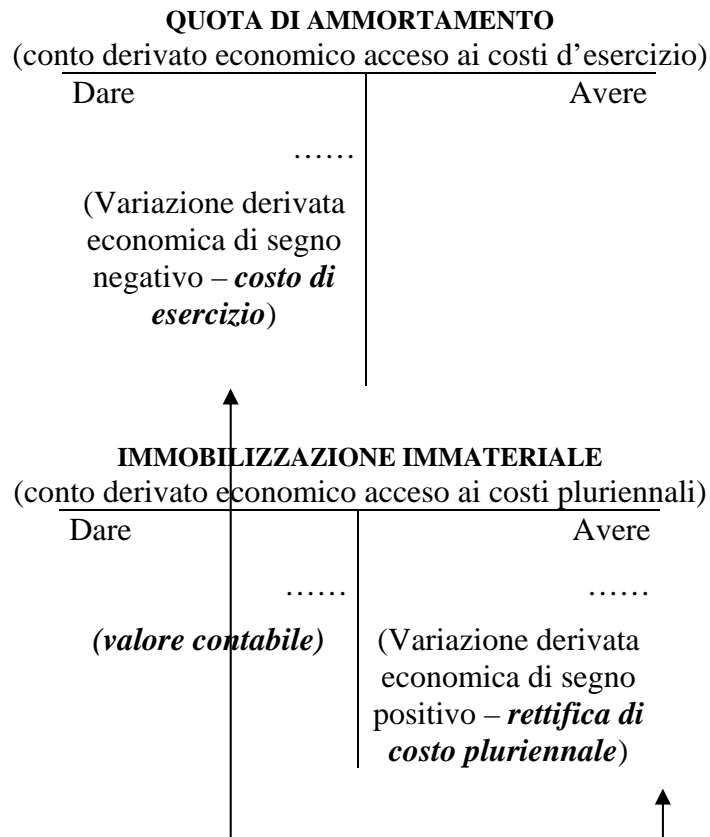 QUOTA DI AMMORTAMENTO
(conto derivato economico acceso ai costi d'esercizio)
Dare Avere
……
(Variazione derivata
economica di segno
negativo – costo di
esercizio)
IMMOBILIZZAZIONE IMMATERIALE
(conto derivato economico acceso ai costi pluriennali)
Dare Avere
…… ……
(valore contabile) (Variazione derivata
economica di segno
positivo – rettifica di
costo pluriennale)